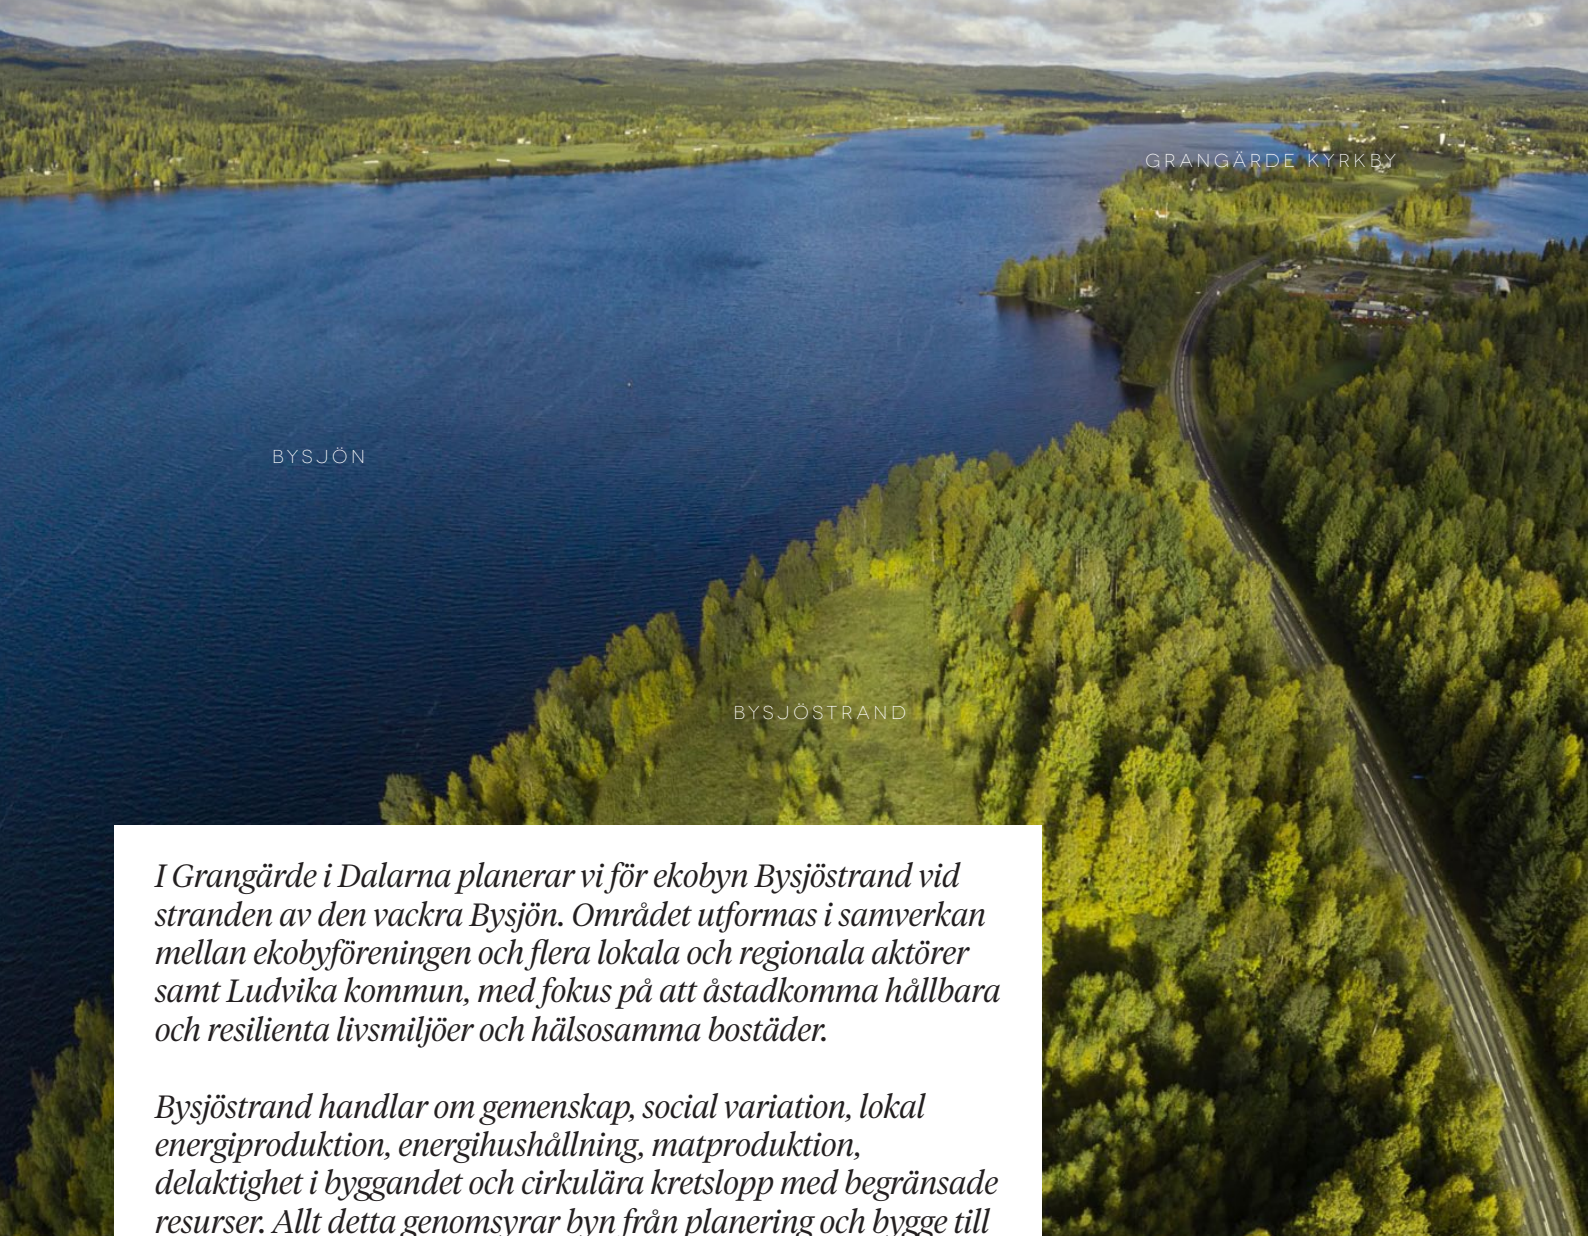 GRANGÄRDE KYRKBY
BYSJÖN
BYSJÖSTRAND
I Grangärde i Dalarna planerar vi för ekobyn Bysjöstrand vid
stranden av den vackra Bysjön. Området utformas i samverkan
mellan ekobyföreningen och flera lokala och regionala aktörer
samt Ludvika kommun, med fokus på att åstadkomma hållbara
och resilienta livsmiljöer och hälsosamma bostäder.
Bysjöstrand handlar om gemenskap, social variation, lokal
energiproduktion, energihushållning, matproduktion,
delaktighet i byggandet och cirkulära kretslopp med begränsade
resurser. Allt detta genomsyrar byn från planering och bygge till